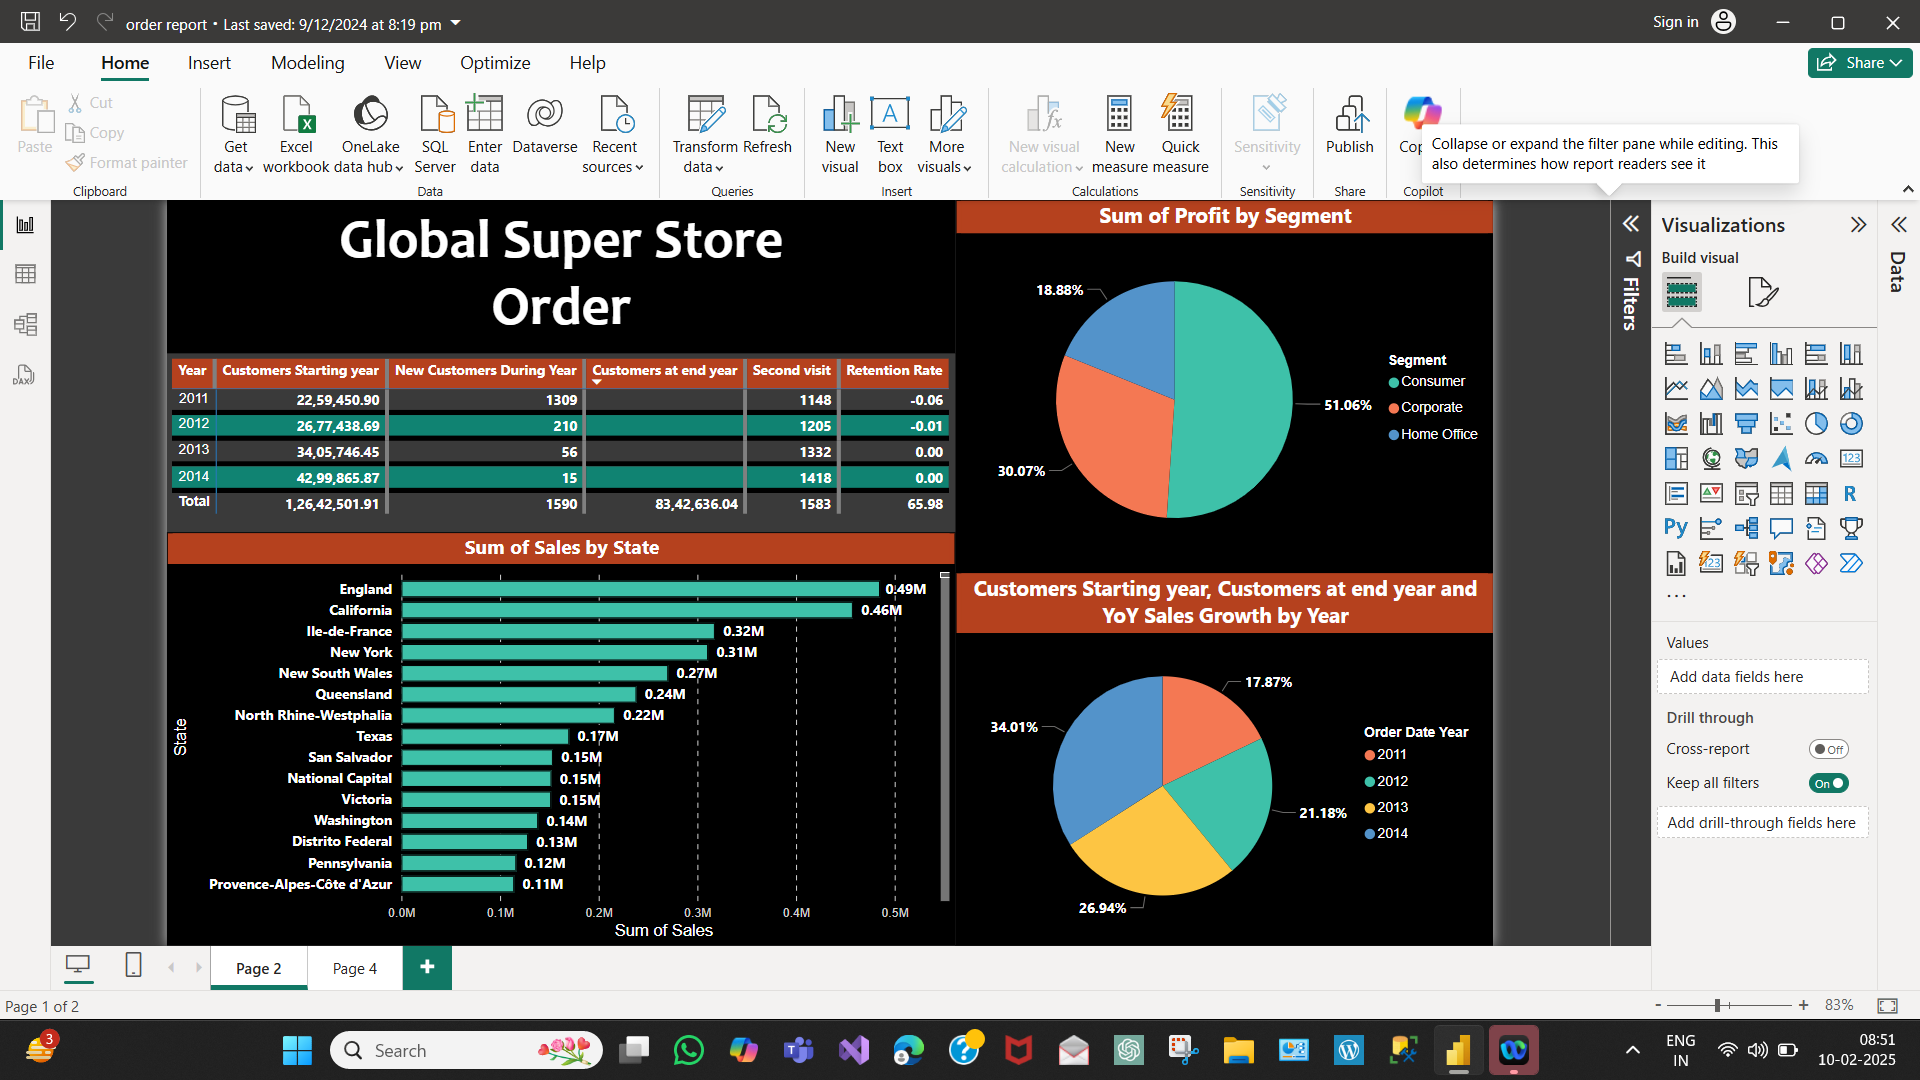 order report • Last saved: 9/12/2024 at 8:19 pm
Sign in
File Home Insert Modeling View Optimize Help
Share
Paste
Cut
Copy
Format painter
Clipboard
Get data
Excel workbook
OneLake data hub
SQL Server
Enter data
Dataverse
Recent sources
Data
Transform data
Refresh
Queries
New visual
Text box
More visuals
Insert
New visual calculation
New measure
Quick measure
Calculations
Sensitivity
Sensitivity
Publish
Share
Copilot
Collapse or expand the filter pane while editing. This
also determines how report readers see it
Global Super Store
Order
Year Customers Starting year New Customers During Year Customers at end year Second visit Retention Rate
2011 22,59,450.90 1309 1148 -0.06
2012 26,77,438.69 210 1205 -0.01
2013 34,05,746.45 56 1332 0.00
2014 42,99,865.87 15 1418 0.00
Total 1,26,42,501.91 1590 83,42,636.04 1583 65.98
Sum of Sales by State
State
England 0.49M
California 0.46M
Ile-de-France 0.32M
New York 0.31M
New South Wales 0.27M
Queensland 0.24M
North Rhine-Westphalia 0.22M
Texas 0.17M
San Salvador 0.15M
National Capital 0.15M
Victoria 0.15M
Washington 0.14M
Distrito Federal 0.13M
Pennsylvania 0.12M
Provence-Alpes-Côte d'Azur 0.11M
0.0M 0.1M 0.2M 0.3M 0.4M 0.5M
Sum of Sales
Sum of Profit by Segment
18.88%
51.06%
30.07%
Segment
Consumer
Corporate
Home Office
Customers Starting year, Customers at end year and
YoY Sales Growth by Year
17.87%
34.01%
21.18%
26.94%
Order Date Year
2011
2012
2013
2014
Filters
Visualizations
Build visual
Data
DAX
123
R
Py
123
...
Values
Add data fields here
Drill through
Cross-report Off
Keep all filters On
Add drill-through fields here
Page 2 Page 4 +
Page 1 of 2
- + 83%
3
Search
ENG
IN
08:51
10-02-2025